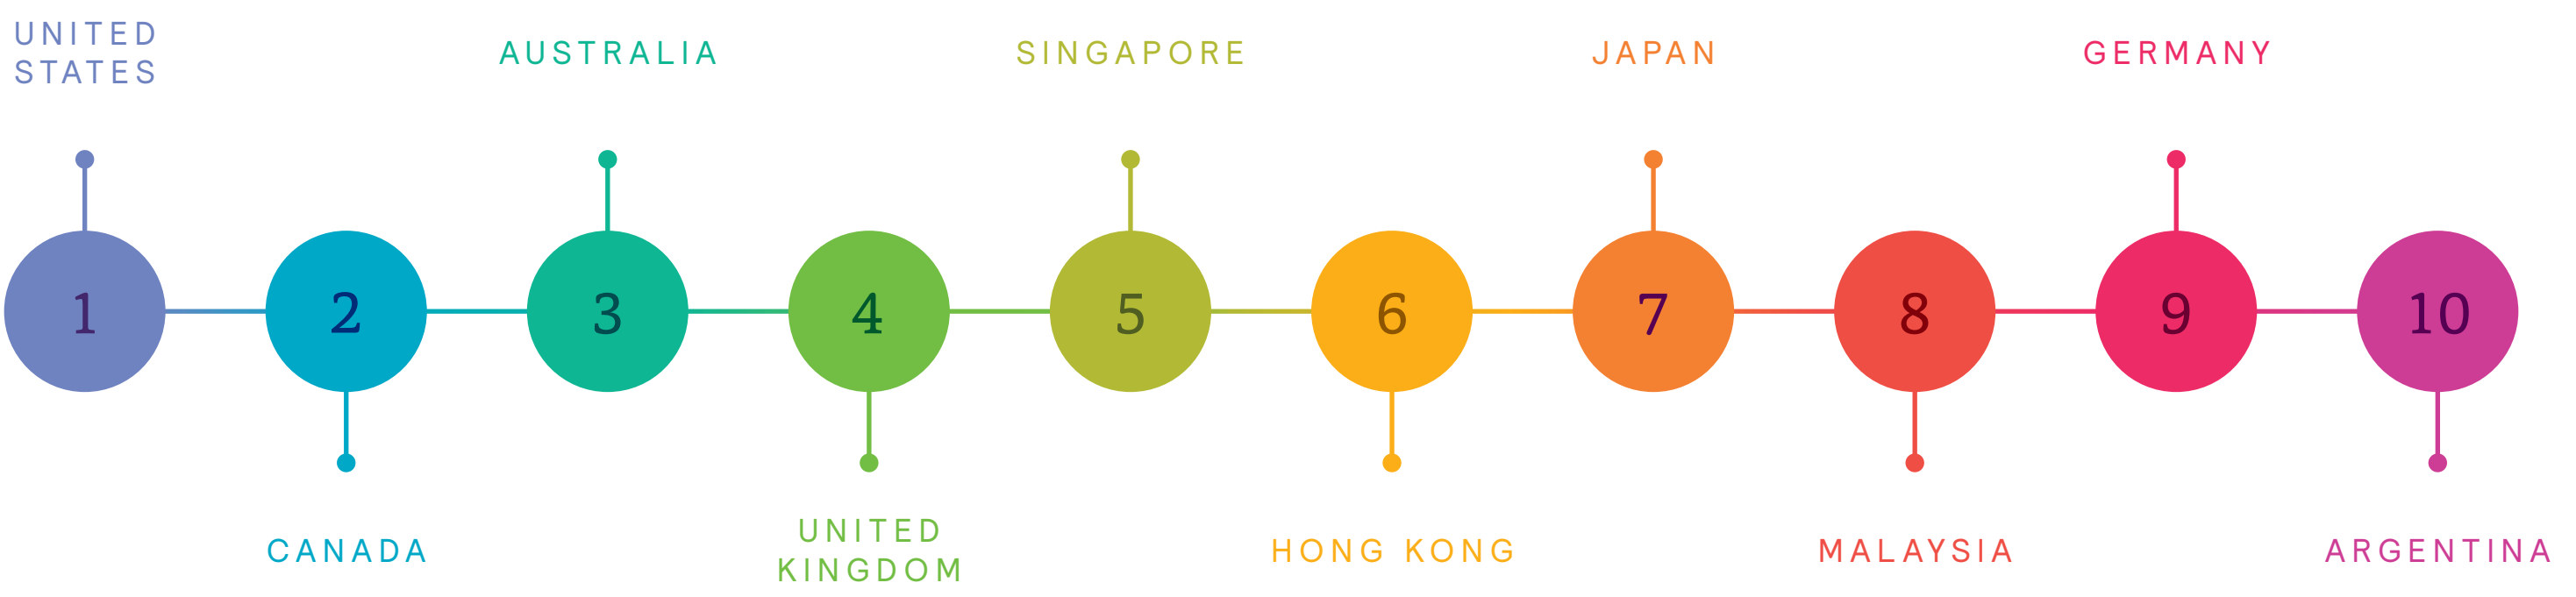 UNITED
STATES
AUSTRALIA
SINGAPORE
JAPAN
GERMANY
1
2
3
4
5
6
7
8
9
10
CANADA
UNITED
KINGDOM
HONG KONG
MALAYSIA
ARGENTINA